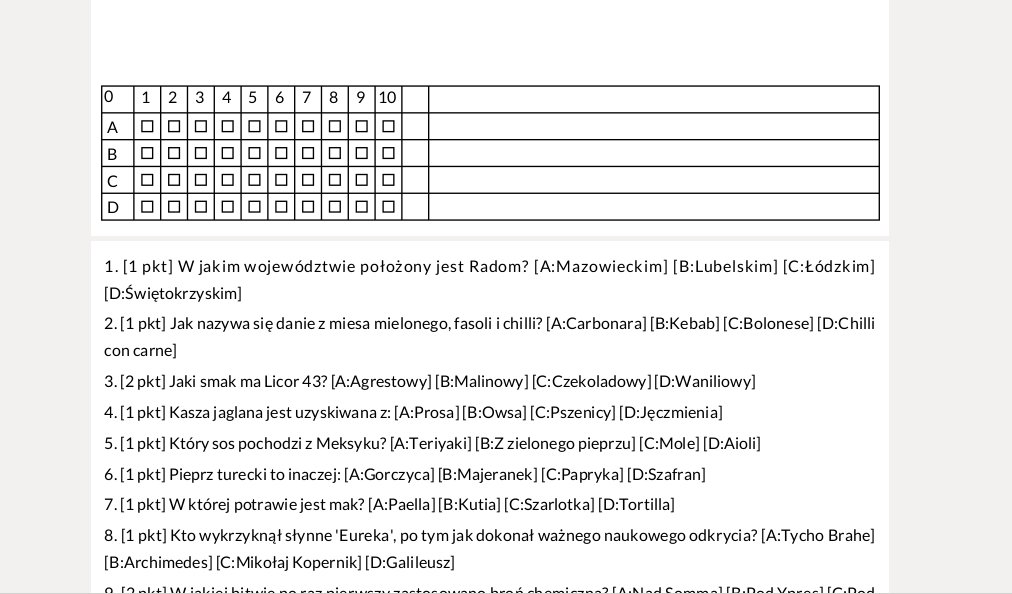 0 1 2 3 4 5 6 7 8 9 10
A
B
C
D
1. [1 pkt] W jakim województwie położony jest Radom? [A:Mazowieckim] [B:Lubelskim] [C:Łódzkim]
[D:Świętokrzyskim]
2. [1 pkt] Jak nazywa się danie z miesa mielonego, fasoli i chilli? [A:Carbonara] [B:Kebab] [C:Bolonese] [D:Chilli
con carne]
3. [2 pkt] Jaki smak ma Licor 43? [A:Agrestowy] [B:Malinowy] [C:Czekoladowy] [D:Waniliowy]
4. [1 pkt] Kasza jaglana jest uzyskiwana z: [A:Prosa] [B:Owsa] [C:Pszenicy] [D:Jęczmienia]
5. [1 pkt] Który sos pochodzi z Meksyku? [A:Teriyaki] [B:Z zielonego pieprzu] [C:Mole] [D:Aioli]
6. [1 pkt] Pieprz turecki to inaczej: [A:Gorczyca] [B:Majeranek] [C:Papryka] [D:Szafran]
7. [1 pkt] W której potrawie jest mak? [A:Paella] [B:Kutia] [C:Szarlotka] [D:Tortilla]
8. [1 pkt] Kto wykrzyknął słynne 'Eureka', po tym jak dokonał ważnego naukowego odkrycia? [A:Tycho Brahe]
[B:Archimedes] [C:Mikołaj Kopernik] [D:Galileusz]
9. [2 pkt] W jakiej bitwie po raz pierwszy zastosowano broń chemiczną? [A:Nad Sommą] [B:Pod Ypres] [C:Pod